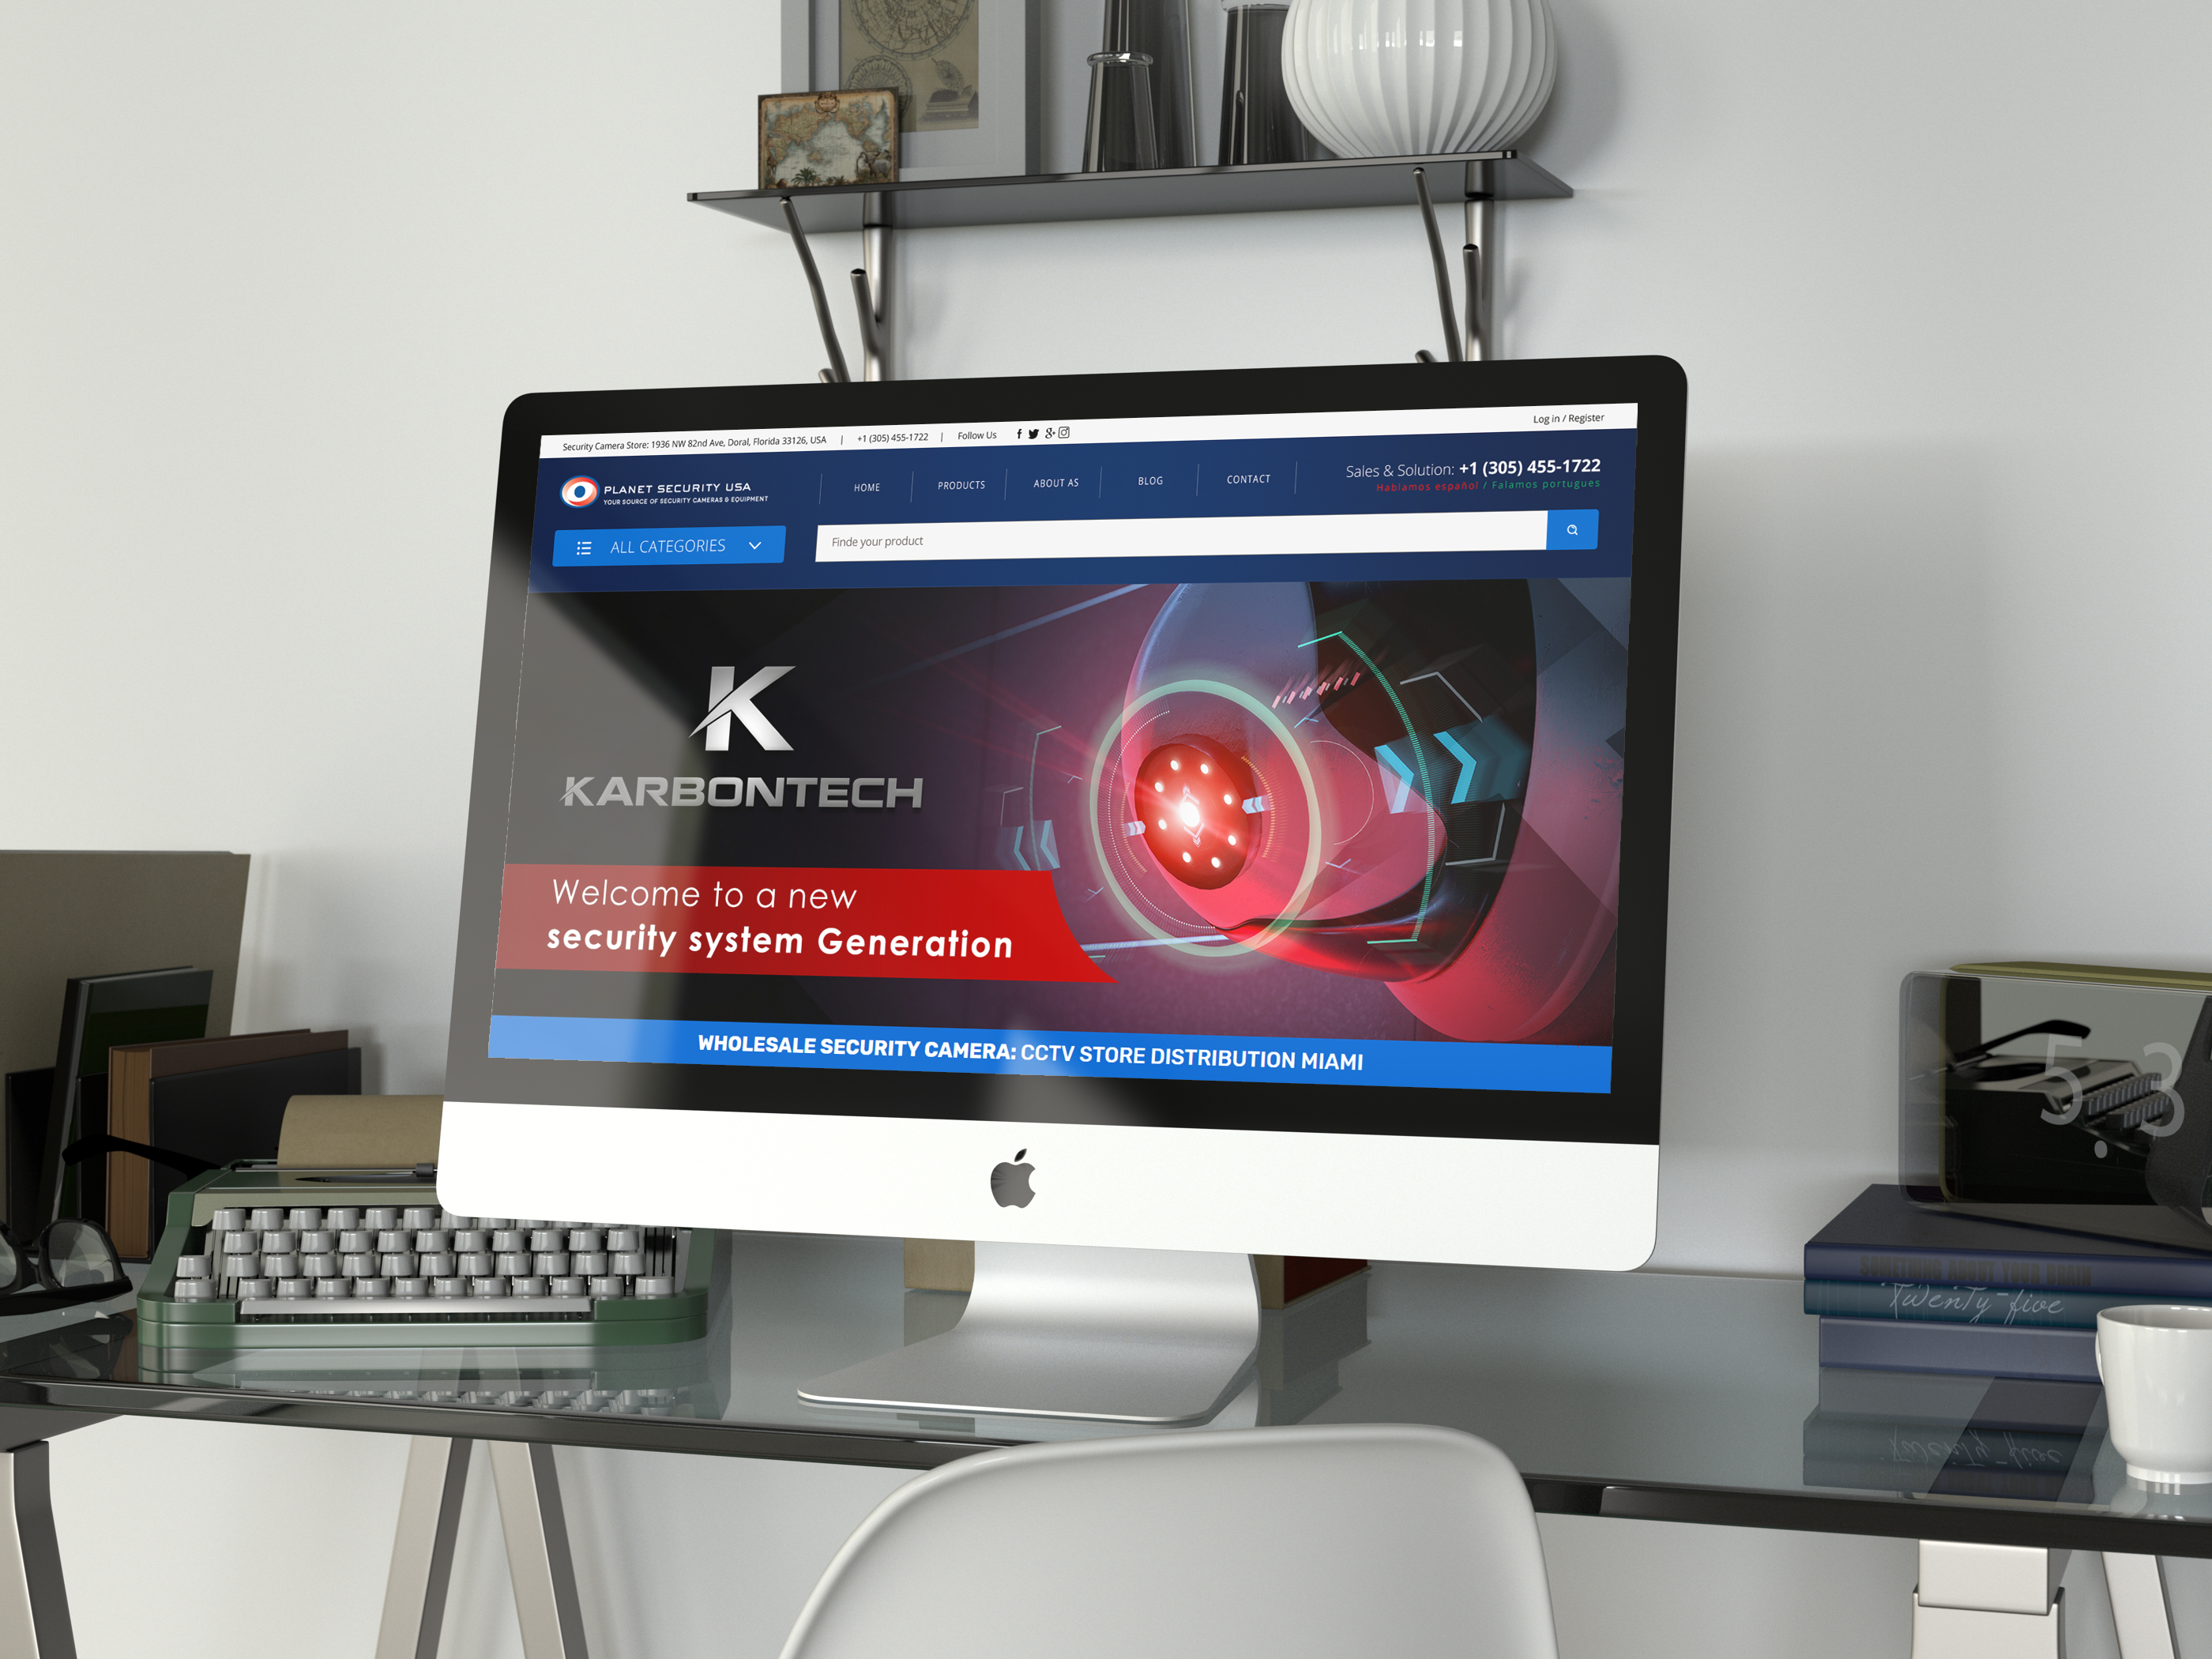 Security Camera Store: 1936 NW 82nd Ave, Doral, Florida 33126, USA | +1 (305) 455-1722 | Follow Us
Log in / Register
PLANET SECURITY USA
YOUR SOURCE OF SECURITY CAMERAS & EQUIPMENT
HOME PRODUCTS ABOUT AS BLOG CONTACT
Sales & Solution: +1 (305) 455-1722
Hablamos español / Falamos portugues
ALL CATEGORIES
Finde your product
K
KARBONTECH
Welcome to a new
security system Generation
WHOLESALE SECURITY CAMERA: CCTV STORE DISTRIBUTION MIAMI
5.3
Twenty-five